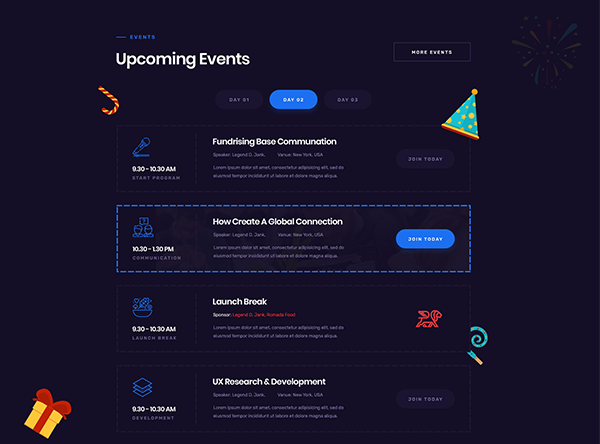 EVENTS
Upcoming Events
MORE EVENTS
DAY 01
DAY 02
DAY 03
Fundrising Base Communation
Speaker: Legend D. Jenk, Venue: New York, USA
Lorem ipsum dolor sit amet, consectetur adipisicing elit, sed do
eiusmod tempor incididunt ut labore et dolore magna aliqua.
9.30 - 10.30 AM
START PROGRAM
JOIN TODAY
How Create A Global Connection
Speaker: Legend D. Jenk, Venue: New York, USA
Lorem ipsum dolor sit amet, consectetur adipisicing elit, sed do
eiusmod tempor incididunt ut labore et dolore magna aliqua.
10.30 - 1.30 PM
COMMUNICATION
JOIN TODAY
Launch Break
Sponsor: Legend D. Jenk, Romada Food
Lorem ipsum dolor sit amet, consectetur adipisicing elit, sed do
eiusmod tempor incididunt ut labore et dolore magna aliqua.
9.30 - 10.30 AM
LAUNCH BREAK
UX Research & Development
Speaker: Legend D. Jenk, Venue: New York, USA
Lorem ipsum dolor sit amet, consectetur adipisicing elit, sed do
eiusmod tempor incididunt ut labore et dolore magna aliqua.
9.30 - 10.30 AM
DEVELOPMENT
JOIN TODAY